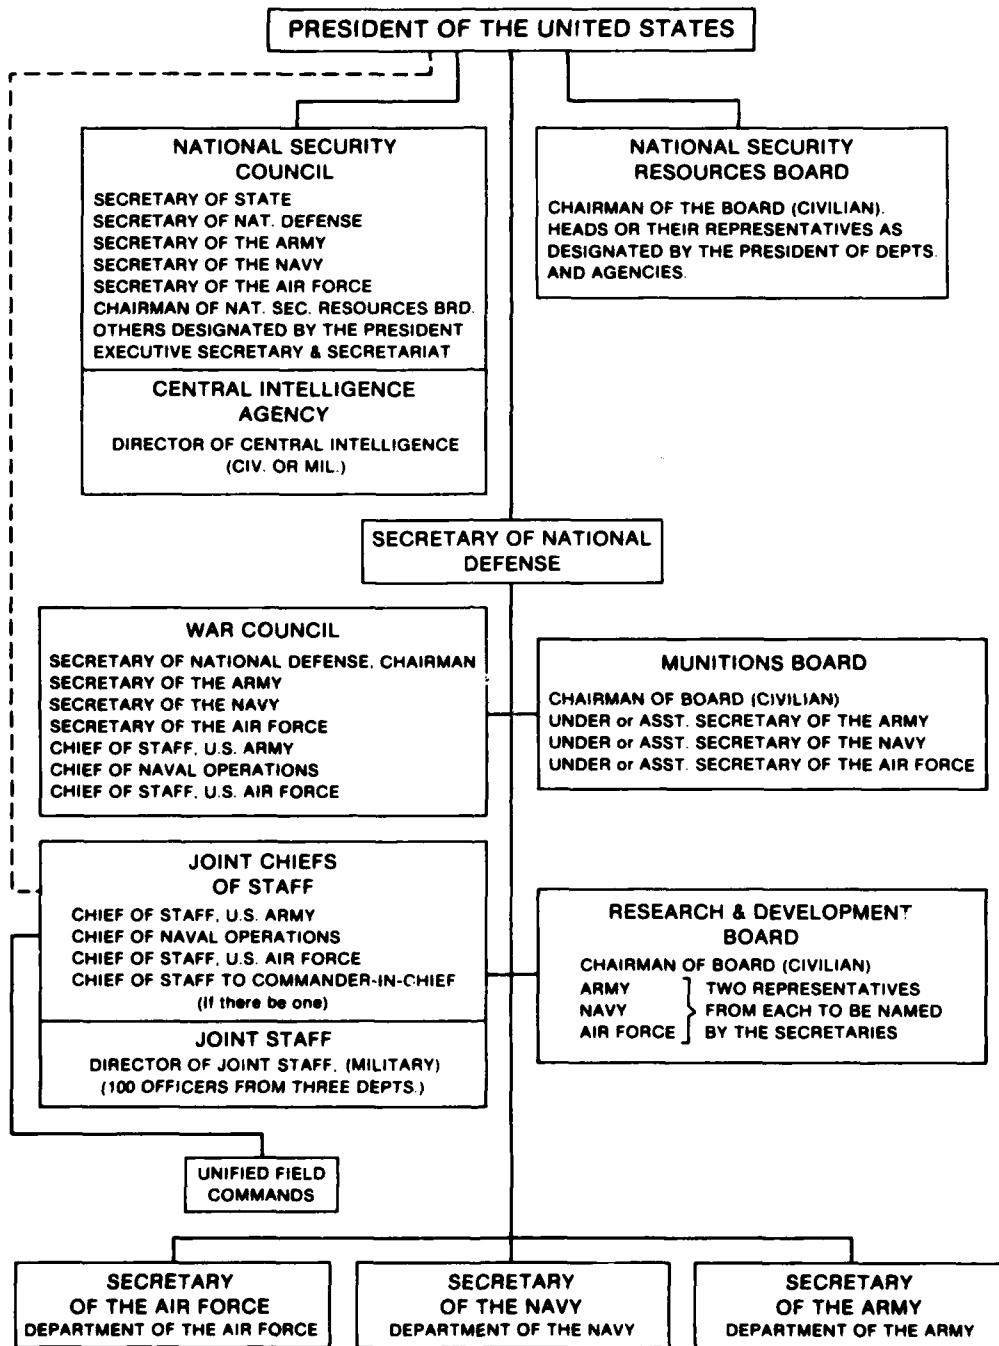 PRESIDENT OF THE UNITED STATES
NATIONAL SECURITY
COUNCIL
SECRETARY OF STATE
SECRETARY OF NAT. DEFENSE
SECRETARY OF THE ARMY
SECRETARY OF THE NAVY
SECRETARY OF THE AIR FORCE
CHAIRMAN OF NAT. SEC. RESOURCES BRD.
OTHERS DESIGNATED BY THE PRESIDENT
EXECUTIVE SECRETARY & SECRETARIAT
CENTRAL INTELLIGENCE
AGENCY
DIRECTOR OF CENTRAL INTELLIGENCE
(CIV. OR MIL.)
NATIONAL SECURITY
RESOURCES BOARD
CHAIRMAN OF THE BOARD (CIVILIAN).
HEADS OR THEIR REPRESENTATIVES AS
DESIGNATED BY THE PRESIDENT OF DEPTS.
AND AGENCIES.
SECRETARY OF NATIONAL
DEFENSE
WAR COUNCIL
SECRETARY OF NATIONAL DEFENSE, CHAIRMAN
SECRETARY OF THE ARMY
SECRETARY OF THE NAVY
SECRETARY OF THE AIR FORCE
CHIEF OF STAFF, U.S. ARMY
CHIEF OF NAVAL OPERATIONS
CHIEF OF STAFF, U.S. AIR FORCE
MUNITIONS BOARD
CHAIRMAN OF BOARD (CIVILIAN)
UNDER or ASST. SECRETARY OF THE ARMY
UNDER or ASST. SECRETARY OF THE NAVY
UNDER or ASST. SECRETARY OF THE AIR FORCE
JOINT CHIEFS
OF STAFF
CHIEF OF STAFF, U.S. ARMY
CHIEF OF NAVAL OPERATIONS
CHIEF OF STAFF, U.S. AIR FORCE
CHIEF OF STAFF TO COMMANDER-IN-CHIEF
(If there be one)
JOINT STAFF
DIRECTOR OF JOINT STAFF, (MILITARY)
(100 OFFICERS FROM THREE DEPTS.)
RESEARCH & DEVELOPMENT
BOARD
CHAIRMAN OF BOARD (CIVILIAN)
ARMY TWO REPRESENTATIVES
NAVY FROM EACH TO BE NAMED
AIR FORCE BY THE SECRETARIES
UNIFIED FIELD
COMMANDS
SECRETARY
OF THE AIR FORCE
DEPARTMENT OF THE AIR FORCE
SECRETARY
OF THE NAVY
DEPARTMENT OF THE NAVY
SECRETARY
OF THE ARMY
DEPARTMENT OF THE ARMY